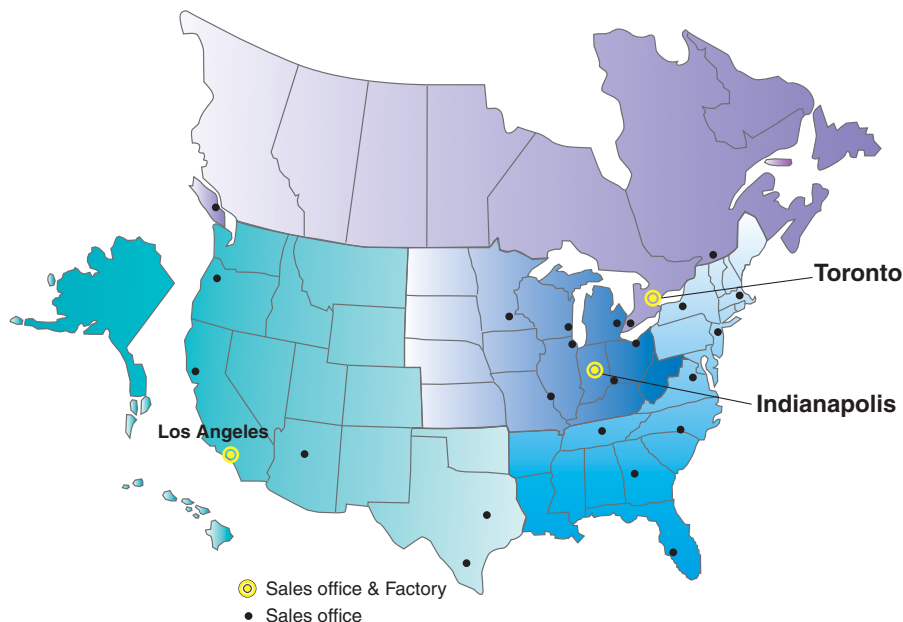 Toronto
Indianapolis
Los Angeles
Sales office & Factory
Sales office